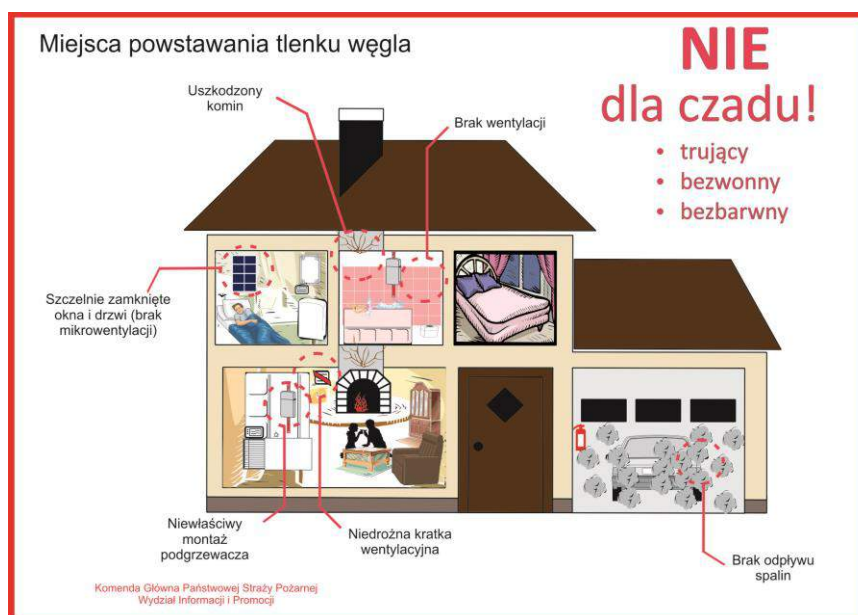 Miejsca powstawania tlenku węgla
NIE
dla czadu!
• trujący
• bezwonny
• bezbarwny
Uszkodzony
komin
Brak wentylacji
Szczelnie zamknięte
okna i drzwi (brak
mikrowentylacji)
Niewłaściwy
montaż
podgrzewacza
Niedrożna kratka
wentylacyjna
Brak odpływu
spalin
Komenda Główna Państwowej Straży Pożarnej
Wydział Informacji i Promocji